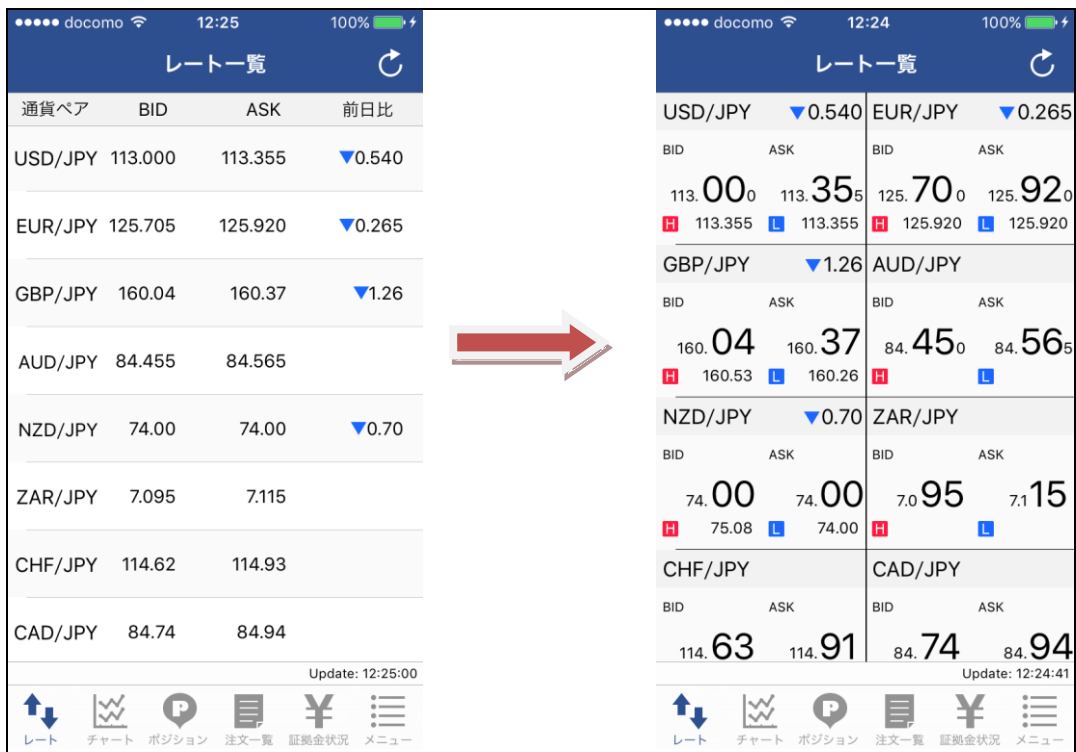 ●●●●● docomo 12:25 100%
レート一覧
通貨ペア BID ASK 前日比
USD/JPY 113.000 113.355 ▼0.540
EUR/JPY 125.705 125.920 ▼0.265
GBP/JPY 160.04 160.37 ▼1.26
AUD/JPY 84.455 84.565
NZD/JPY 74.00 74.00 ▼0.70
ZAR/JPY 7.095 7.115
CHF/JPY 114.62 114.93
CAD/JPY 84.74 84.94
Update: 12:25:00
レート チャート ポジション 注文一覧 証拠金状況 メニュー
●●●●● docomo 12:24 100%
レート一覧
USD/JPY ▼0.540 EUR/JPY ▼0.265
BID ASK BID ASK
113.000 113.355 125.700 125.920
H 113.355 L 113.355 H 125.920 L 125.920
GBP/JPY ▼1.26 AUD/JPY
BID ASK BID ASK
160.04 160.37 84.450 84.565
H 160.53 L 160.26 H L
NZD/JPY ▼0.70 ZAR/JPY
BID ASK BID ASK
74.00 74.00 7.095 7.115
H 75.08 L 74.00 H L
CHF/JPY CAD/JPY
BID ASK BID ASK
114.63 114.91 84.74 84.94
Update: 12:24:41
レート チャート ポジション 注文一覧 証拠金状況 メニュー